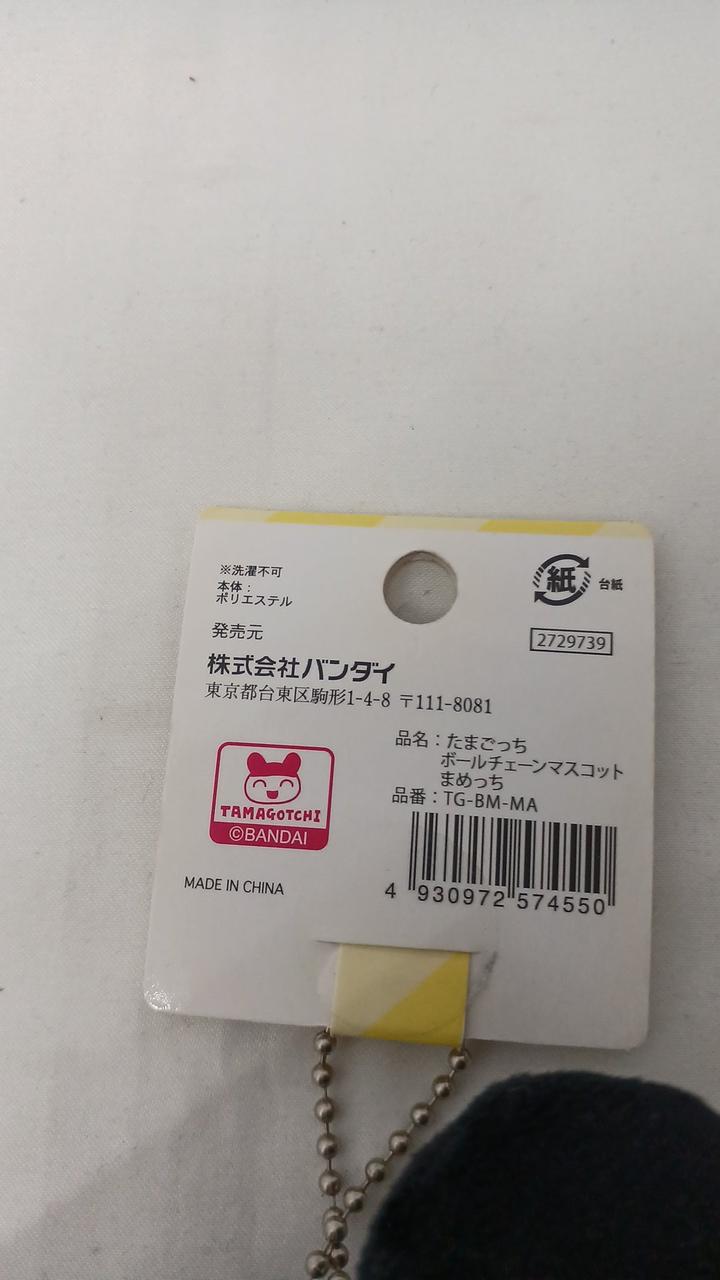 ※洗濯不可
本体：
ポリエステル
紙
台紙
発売元
2729739
株式会社バンダイ
東京都台東区駒形1-4-8 〒111-8081
品名：たまごっち
ボールチェーンマスコット
まめっち
品番：TG-BM-MA
TAMAGOTCHI
©BANDAI
MADE IN CHINA
4 930972 574550